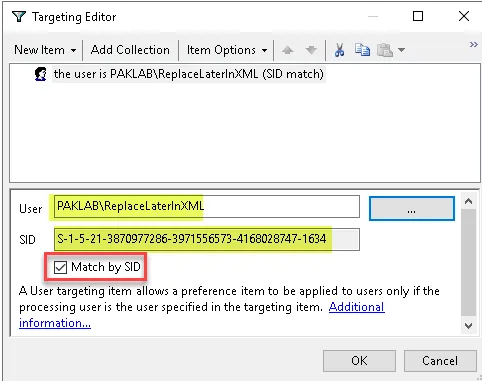 Targeting Editor
New Item Add Collection Item Options »
the user is PAKLAB\ReplaceLaterInXML (SID match)
User PAKLAB\ReplaceLaterInXML ...
SID S-1-5-21-3870977286-3971556573-4168028747-1634
Match by SID
A User targeting item allows a preference item to be applied to users only if the
processing user is the user specified in the targeting item. Additional
information...
OK Cancel